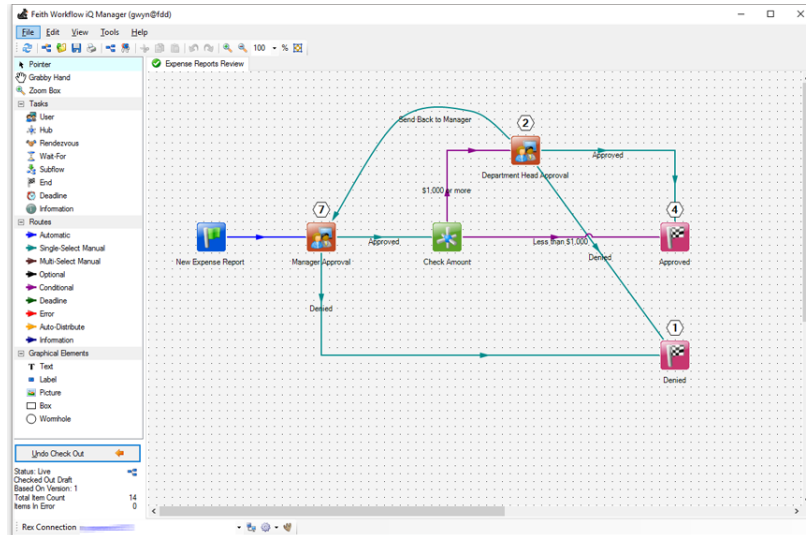 Feith Workflow iQ Manager (gwyn@fdd)
File Edit View Tools Help
100 %
Pointer
Grabby Hand
Zoom Box
Tasks
User
Hub
Rendezvous
Wait-For
Subflow
End
Deadline
Information
Routes
Automatic
Single-Select Manual
Multi-Select Manual
Optional
Conditional
Deadline
Error
Auto-Distribute
Information
Graphical Elements
T Text
Label
Picture
Box
Wormhole
Undo Check Out
Status: Live
Checked Out Draft
Based On Version: 1
Total Item Count 14
Items In Error 0
Rex Connection
Expense Reports Review
Send Back to Manager
2
Department Head Approval
Approved
$1,000 or more
7
4
New Expense Report
Manager Approval
Approved
Check Amount
Less than $1,000
Denied
Approved
Denied
1
Denied